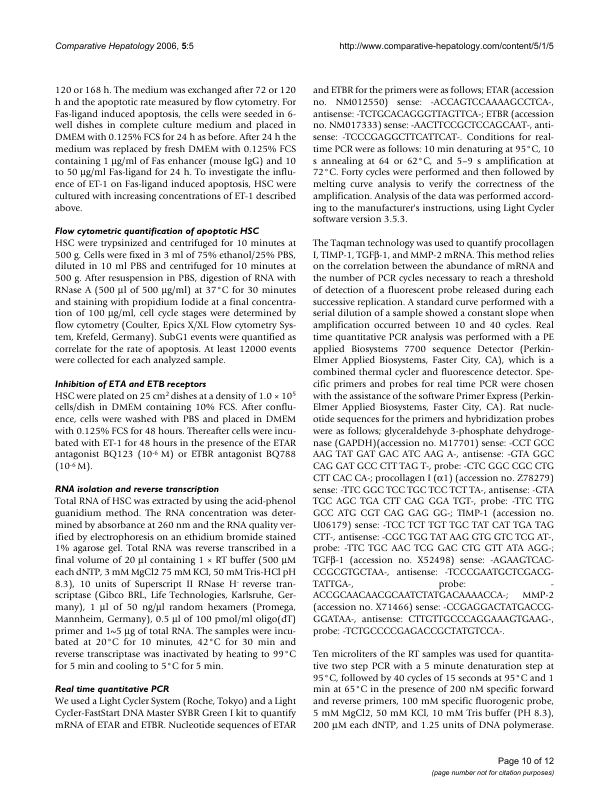 Comparative Hepatology 2006, 5:5
http://www.comparative-hepatology.com/content/5/1/5
120 or 168 h. The medium was exchanged after 72 or 120
h and the apoptotic rate measured by flow cytometry. For
Fas-ligand induced apoptosis, the cells were seeded in 6-
well dishes in complete culture medium and placed in
DMEM with 0.125% FCS for 24 h as before. After 24 h the
medium was replaced by fresh DMEM with 0.125% FCS
containing 1 μg/ml of Fas enhancer (mouse IgG) and 10
to 50 μg/ml Fas-ligand for 24 h. To investigate the influ-
ence of ET-1 on Fas-ligand induced apoptosis, HSC were
cultured with increasing concentrations of ET-1 described
above.
Flow cytometric quantification of apoptotic HSC
HSC were trypsinized and centrifuged for 10 minutes at
500 g. Cells were fixed in 3 ml of 75% ethanol/25% PBS,
diluted in 10 ml PBS and centrifuged for 10 minutes at
500 g. After resuspension in PBS, digestion of RNA with
RNase A (500 μl of 500 μg/ml) at 37°C for 30 minutes
and staining with propidium Iodide at a final concentra-
tion of 100 μg/ml, cell cycle stages were determined by
flow cytometry (Coulter, Epics X/XL Flow cytometry Sys-
tem, Krefeld, Germany). SubG1 events were quantified as
correlate for the rate of apoptosis. At least 12000 events
were collected for each analyzed sample.
Inhibition of ETA and ETB receptors
HSC were plated on 25 cm2 dishes at a density of 1.0 × 105
cells/dish in DMEM containing 10% FCS. After conflu-
ence, cells were washed with PBS and placed in DMEM
with 0.125% FCS for 48 hours. Thereafter cells were incu-
bated with ET-1 for 48 hours in the presence of the ETAR
antagonist BQ123 (10-6 M) or ETBR antagonist BQ788
(10-6 M).
RNA isolation and reverse transcription
Total RNA of HSC was extracted by using the acid-phenol
guanidium method. The RNA concentration was deter-
mined by absorbance at 260 nm and the RNA quality ver-
ified by electrophoresis on an ethidium bromide stained
1% agarose gel. Total RNA was reverse transcribed in a
final volume of 20 μl containing 1 × RT buffer (500 μM
each dNTP, 3 mM MgCl2 75 mM KCl, 50 mM Tris-HCl pH
8.3), 10 units of Superscript II RNase H- reverse tran-
scriptase (Gibco BRL, Life Technologies, Karlsruhe, Ger-
many), 1 μl of 50 ng/μl random hexamers (Promega,
Mannheim, Germany), 0.5 μl of 100 pmol/ml oligo(dT)
primer and 1~5 μg of total RNA. The samples were incu-
bated at 20°C for 10 minutes, 42°C for 30 min and
reverse transcriptase was inactivated by heating to 99°C
for 5 min and cooling to 5°C for 5 min.
Real time quantitative PCR
We used a Light Cycler System (Roche, Tokyo) and a Light
Cycler-FastStart DNA Master SYBR Green I kit to quantify
mRNA of ETAR and ETBR. Nucleotide sequences of ETAR
and ETBR for the primers were as follows; ETAR (accession
no. NM012550) sense: -ACCAGTCCAAAAGCCTCA-,
antisense: -TCTGCACAGGGTTAGTTCA-; ETBR (accession
no. NM017333) sense: -AACTTCCGCTCCAGCAAT-, anti-
sense: -TCCCGAGGCTTCATTCAT-. Conditions for real-
time PCR were as follows: 10 min denaturing at 95°C, 10
s annealing at 64 or 62°C, and 5–9 s amplification at
72°C. Forty cycles were performed and then followed by
melting curve analysis to verify the correctness of the
amplification. Analysis of the data was performed accord-
ing to the manufacturer's instructions, using Light Cycler
software version 3.5.3.
The Taqman technology was used to quantify procollagen
I, TIMP-1, TGFβ-1, and MMP-2 mRNA. This method relies
on the correlation between the abundance of mRNA and
the number of PCR cycles necessary to reach a threshold
of detection of a fluorescent probe released during each
successive replication. A standard curve performed with a
serial dilution of a sample showed a constant slope when
amplification occurred between 10 and 40 cycles. Real
time quantitative PCR analysis was performed with a PE
applied Biosystems 7700 sequence Detector (Perkin-
Elmer Applied Biosystems, Faster City, CA), which is a
combined thermal cycler and fluorescence detector. Spe-
cific primers and probes for real time PCR were chosen
with the assistance of the software Primer Express (Perkin-
Elmer Applied Biosystems, Faster City, CA). Rat nucle-
otide sequences for the primers and hybridization probes
were as follows; glyceraldehyde 3-phosphate dehydroge-
nase (GAPDH)(accession no. M17701) sense: -CCT GCC
AAG TAT GAT GAC ATC AAG A-, antisense: -GTA GGC
CAG GAT GCC CTT TAG T-, probe: -CTC GGC CGC CTG
CTT CAC CA-; procollagen I (α1) (accession no. Z78279)
sense: -TTC GGC TCC TGC TCC TCT TA-, antisense: -GTA
TGC AGC TGA CTT CAG GGA TGT-, probe: -TTC TTG
GCC ATG CGT CAG GAG GG-; TIMP-1 (accession no.
U06179) sense: -TCC TCT TGT TGC TAT CAT TGA TAG
CTT-, antisense: -CGC TGG TAT AAG GTG GTC TCG AT-,
probe: -TTC TGC AAC TCG GAC CTG GTT ATA AGG-;
TGFβ-1 (accession no. X52498) sense: -AGAAGTCAC-
CCGCGTGCTAA-, antisense: -TCCCGAATGCTCGACG-
TATTGA-, probe: -
ACCGCAACAACGCAATCTATGACAAAACCA-; MMP-2
(accession no. X71466) sense: -CCGAGGACTATGACCG-
GGATAA-, antisense: CTTGTTGCCCAGGAAAGTGAAG-,
probe: -TCTGCCCCGAGACCGCTATGTCCA-.
Ten microliters of the RT samples was used for quantita-
tive two step PCR with a 5 minute denaturation step at
95°C, followed by 40 cycles of 15 seconds at 95°C and 1
min at 65°C in the presence of 200 nM specific forward
and reverse primers, 100 mM specific fluorogenic probe,
5 mM MgCl2, 50 mM KCl, 10 mM Tris buffer (PH 8.3),
200 μM each dNTP, and 1.25 units of DNA polymerase.
Page 10 of 12
(page number not for citation purposes)